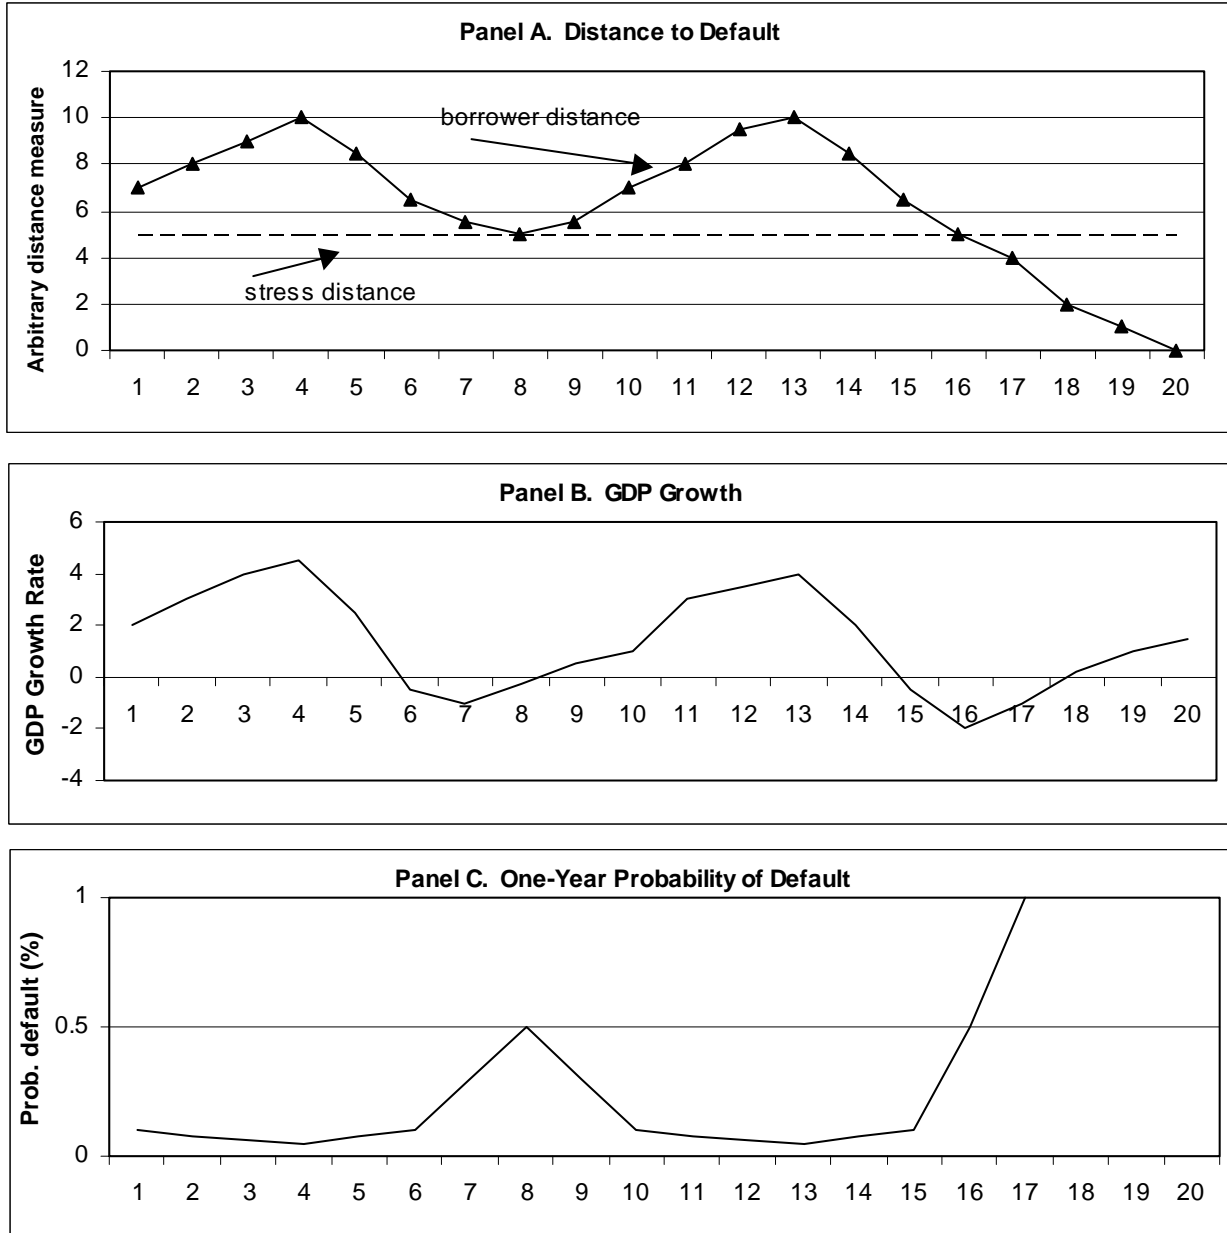 Panel A.  Distance to Default
Arbitrary distance measure
12
10
8
6
4
2
0
borrower distance
stress distance
1 2 3 4 5 6 7 8 9 10 11 12 13 14 15 16 17 18 19 20
Panel B.  GDP Growth
GDP Growth Rate
6
4
2
0
-2
-4
1 2 3 4 5 6 7 8 9 10 11 12 13 14 15 16 17 18 19 20
Panel C.  One-Year Probability of Default
Prob. default (%)
1
0.5
0
1 2 3 4 5 6 7 8 9 10 11 12 13 14 15 16 17 18 19 20